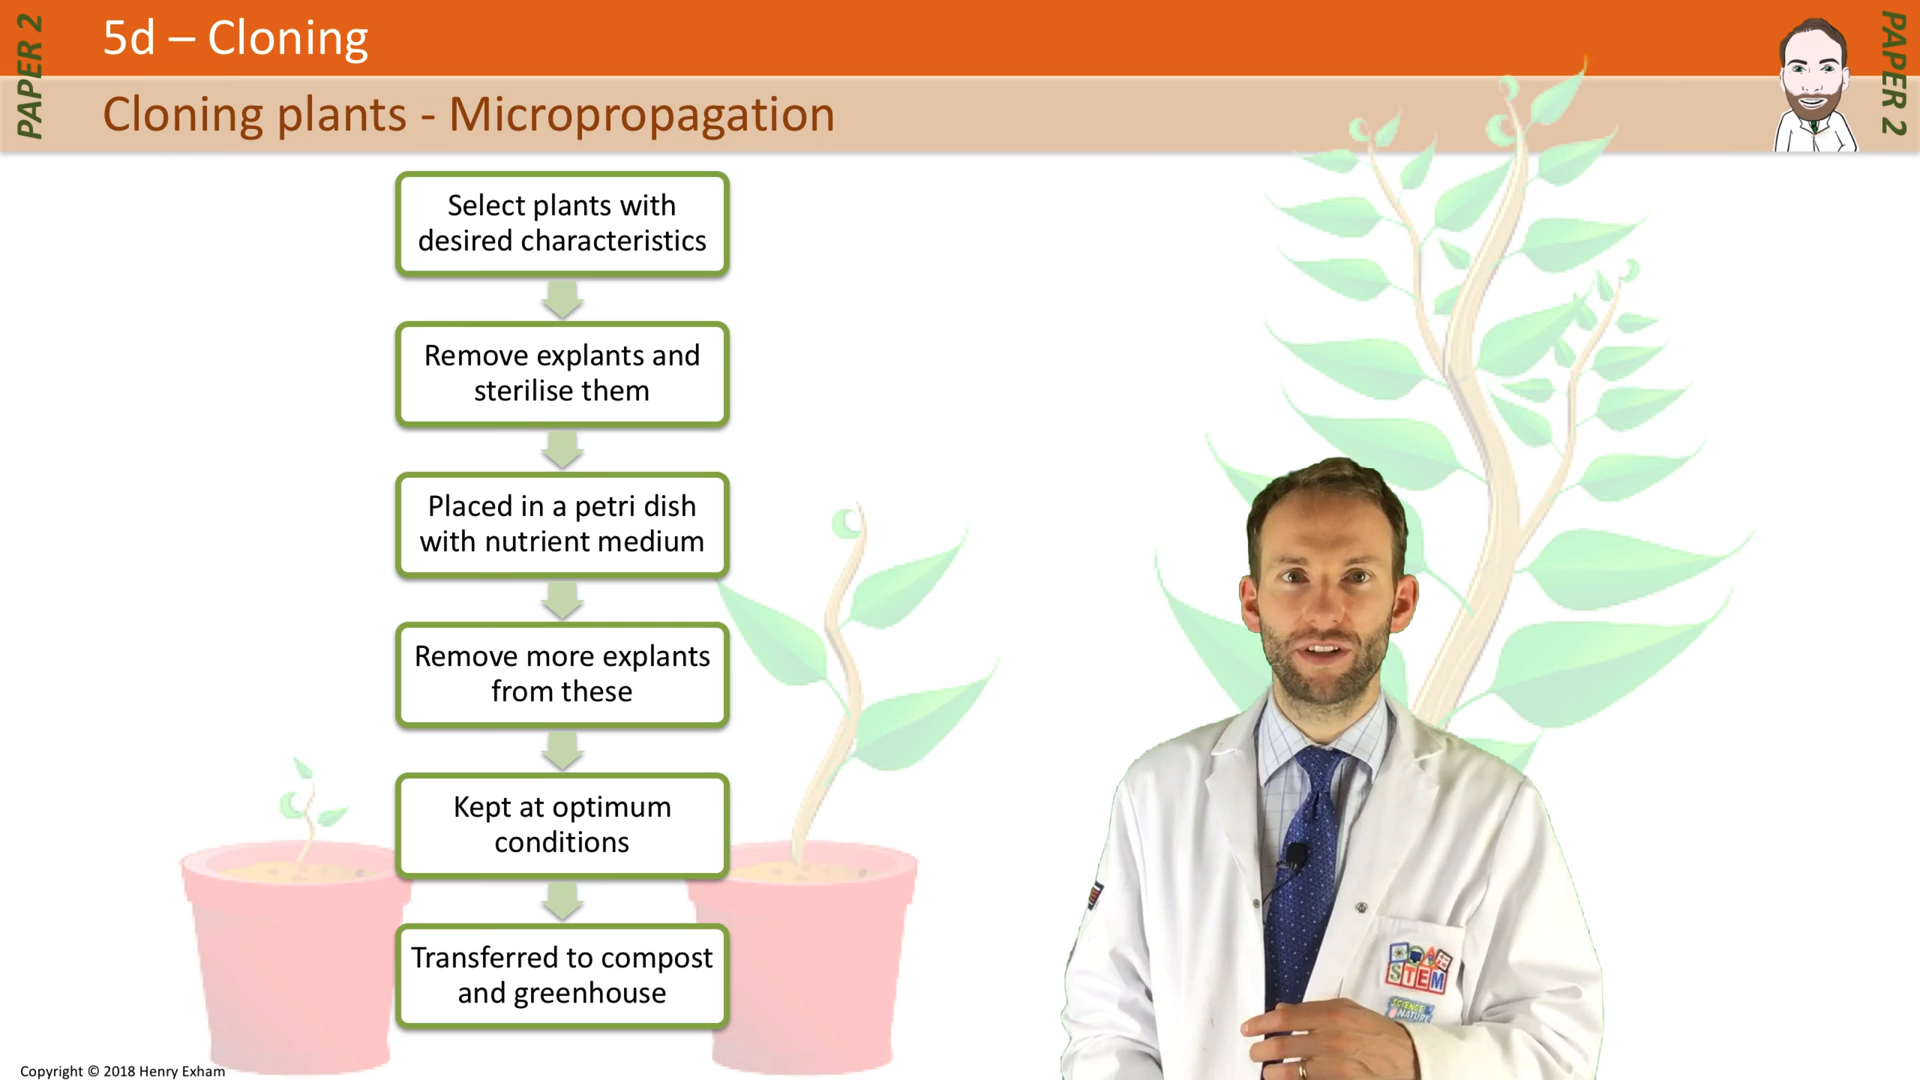 PAPER 2
5d – Cloning
PAPER 2
Cloning plants - Micropropagation
Select plants with
desired characteristics
Remove explants and
sterilise them
Placed in a petri dish
with nutrient medium
Remove more explants
from these
Kept at optimum
conditions
Transferred to compost
and greenhouse
STEM
SCIENCE
NATURE
Copyright © 2018 Henry Exham